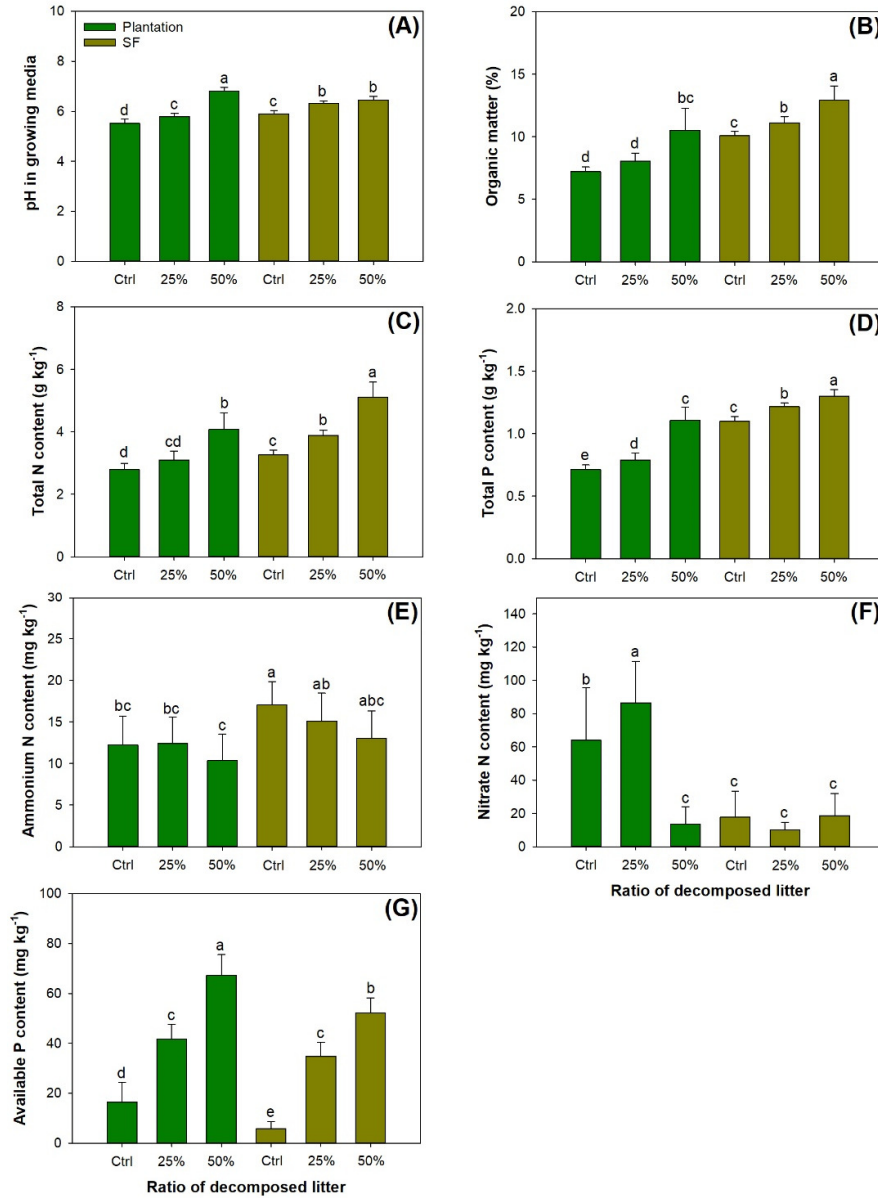 (A)
Plantation
SF
pH in growing media
10
8
6
4
2
0
d
c
a
c
b
b
Ctrl 25% 50% Ctrl 25% 50%
(B)
Organic matter (%)
20
15
10
5
0
d
d
bc
c
b
a
Ctrl 25% 50% Ctrl 25% 50%
(C)
Total N content (g kg⁻¹)
8
6
4
2
0
d
cd
b
c
b
a
Ctrl 25% 50% Ctrl 25% 50%
(D)
Total P content (g kg⁻¹)
2.0
1.5
1.0
0.5
0.0
e
d
c
c
b
a
Ctrl 25% 50% Ctrl 25% 50%
(E)
Ammonium N content (mg kg⁻¹)
30
25
20
15
10
5
0
bc
bc
c
a
ab
abc
Ctrl 25% 50% Ctrl 25% 50%
(F)
Nitrate N content (mg kg⁻¹)
140
120
100
80
60
40
20
0
b
a
c
c
c
c
Ctrl 25% 50% Ctrl 25% 50%
Ratio of decomposed litter
(G)
Available P content (mg kg⁻¹)
100
80
60
40
20
0
d
c
a
e
c
b
Ctrl 25% 50% Ctrl 25% 50%
Ratio of decomposed litter